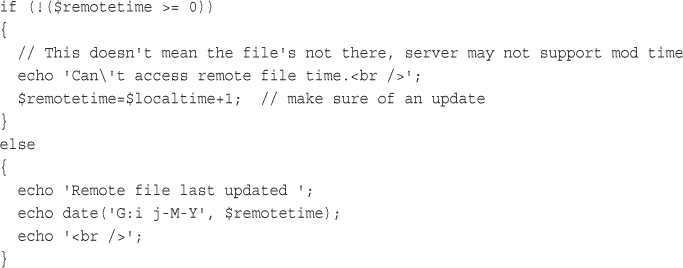 if (!($remotetime >= 0))
{
  // This doesn't mean the file's not there, server may not support mod time
  echo 'Can\'t access remote file time.<br />';
  $remotetime=$localtime+1;  // make sure of an update
}
else
{
  echo 'Remote file last updated ';
  echo date('G:i j-M-Y', $remotetime);
  echo '<br />';
}